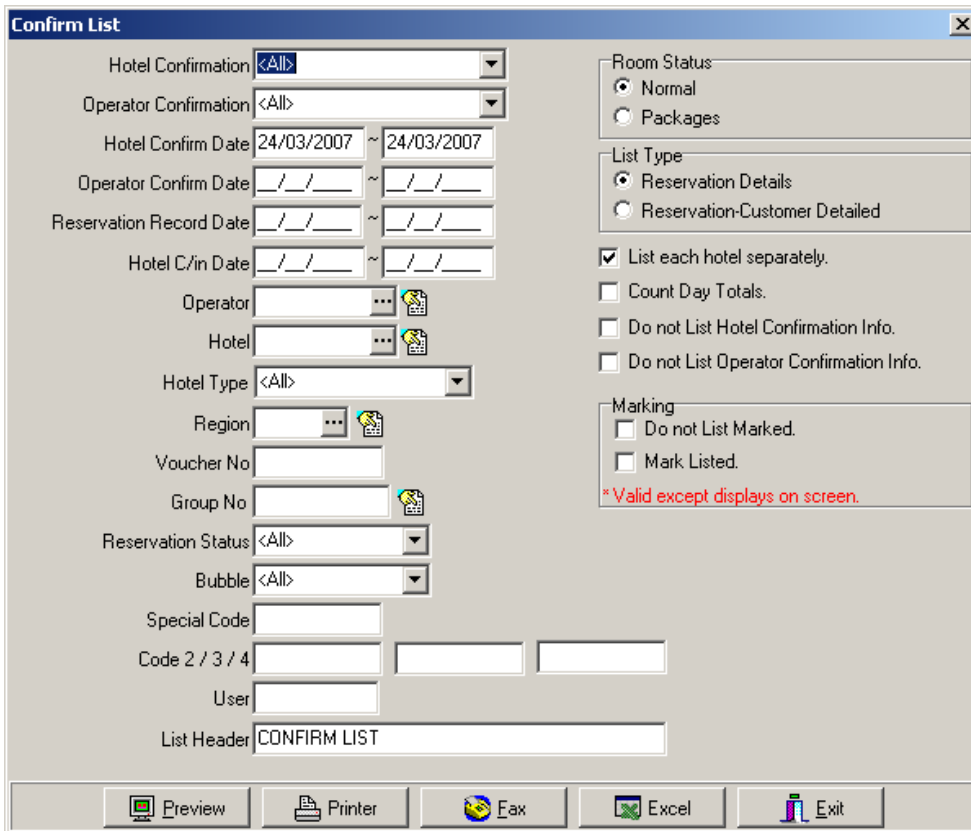 Confirm List
Hotel Confirmation <All>
Operator Confirmation <All>
Hotel Confirm Date 24/03/2007 ~ 24/03/2007
Operator Confirm Date __/__/____ ~ __/__/____
Reservation Record Date __/__/____ ~ __/__/____
Hotel C/in Date __/__/____ ~ __/__/____
Operator ...
Hotel ...
Hotel Type <All>
Region ...
Voucher No
Group No
Reservation Status <All>
Bubble <All>
Special Code
Code 2 / 3 / 4
User
List Header CONFIRM LIST
Room Status
Normal
Packages
List Type
Reservation Details
Reservation-Customer Detailed
List each hotel separately.
Count Day Totals.
Do not List Hotel Confirmation Info.
Do not List Operator Confirmation Info.
Marking
Do not List Marked.
Mark Listed.
* Valid except displays on screen.
Preview Printer Fax Excel Exit